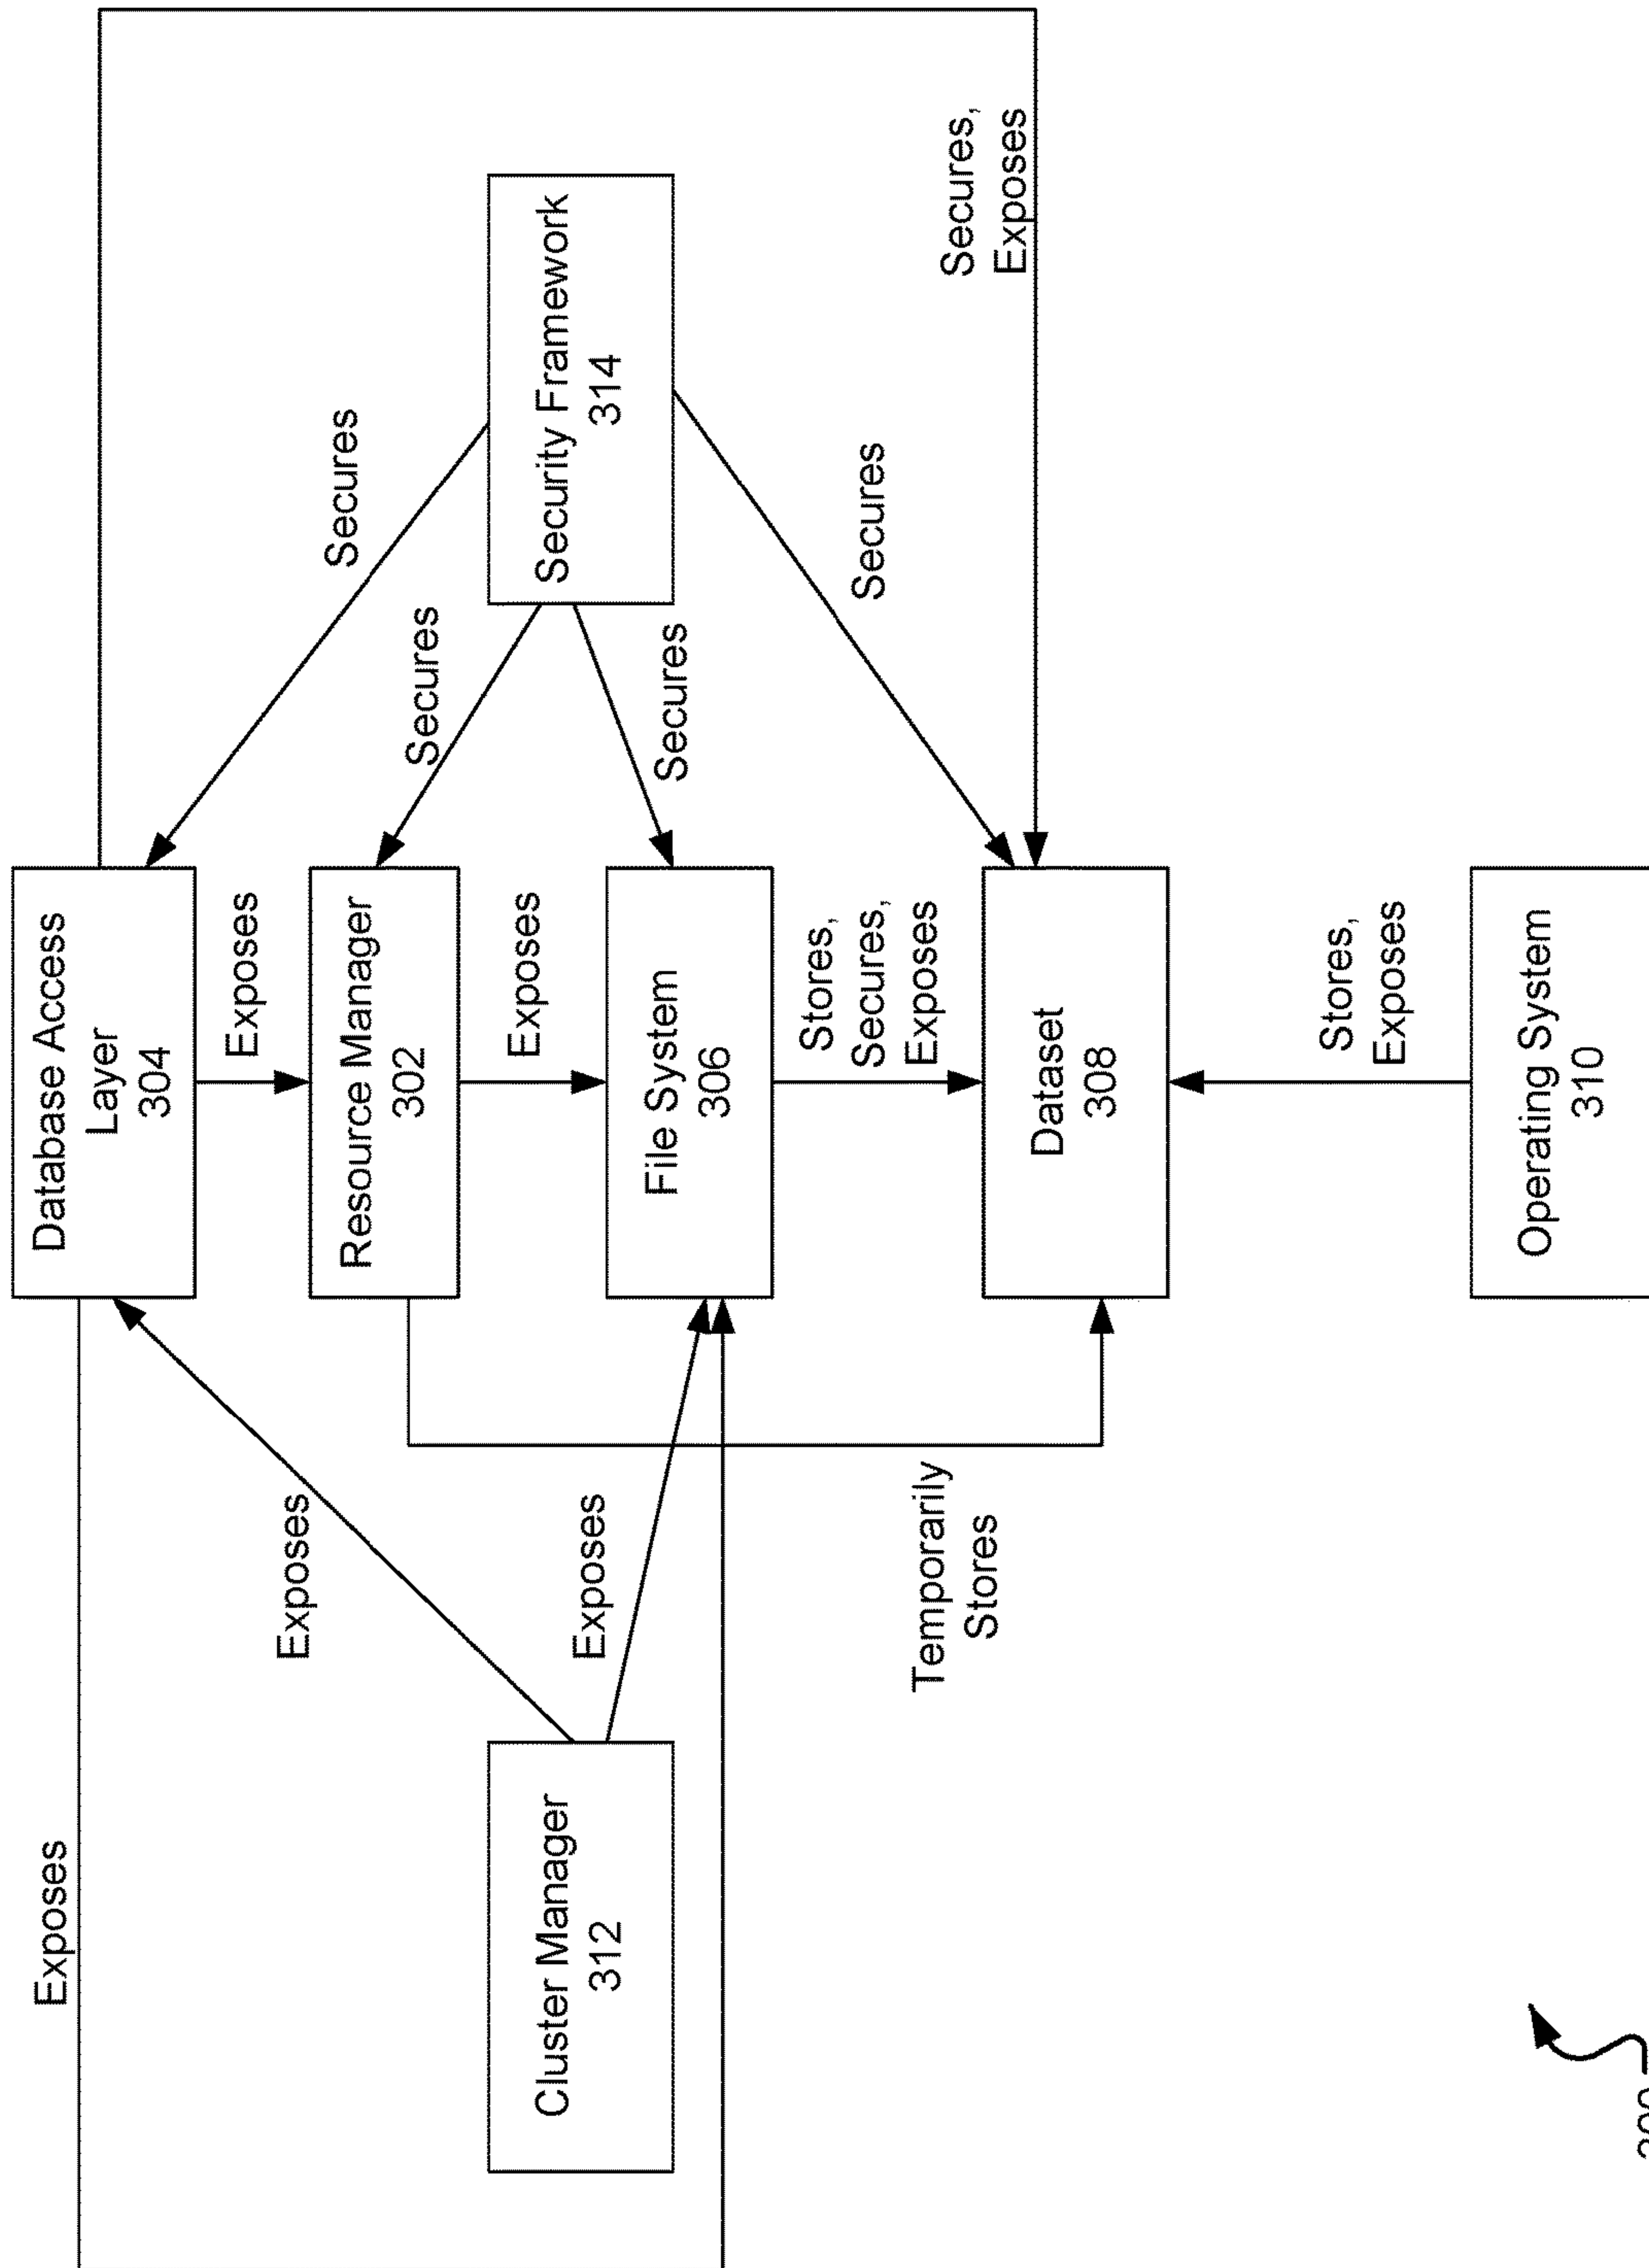 Exposes
Database Access
Layer
304
Exposes
Exposes
Secures
Resource Manager
302
Secures
Exposes
Cluster Manager
312
Security Framework
314
Exposes
File System
306
Secures
Stores,
Secures,
Exposes
Secures
Temporarily
Stores
Secures,
Exposes
Dataset
308
Stores,
Exposes
Operating System
310